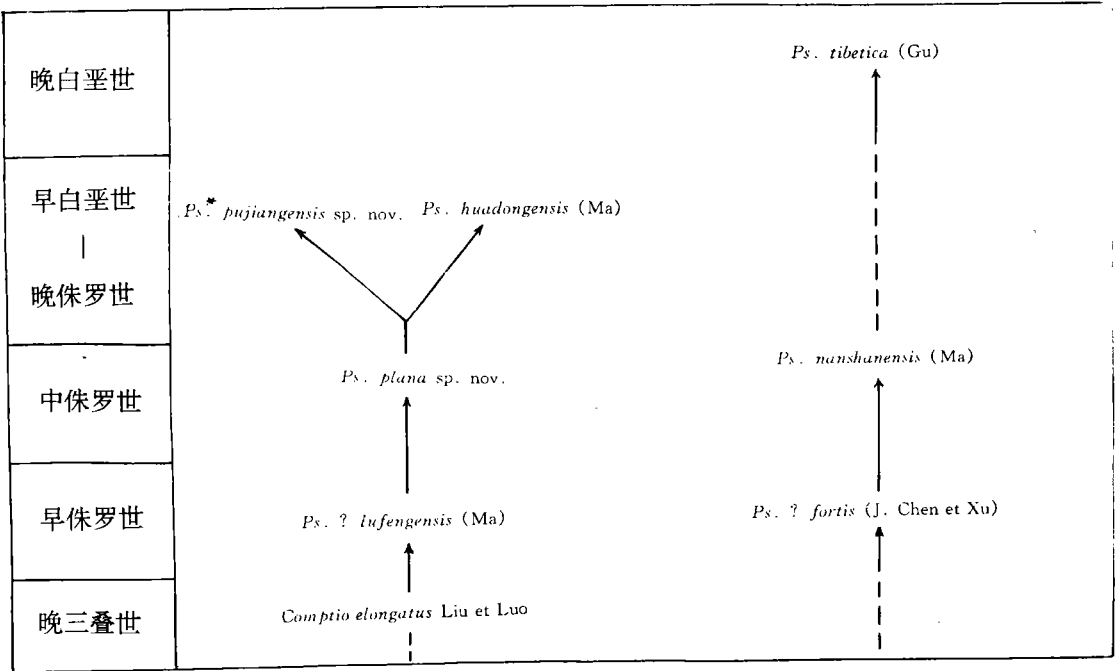 晚白垩世
Ps. tibetica (Gu)
早白垩世
|
晚侏罗世
Ps.* pujiangensis sp. nov.
Ps. huadongensis (Ma)
中侏罗世
Ps. plana sp. nov.
Ps. nanshanensis (Ma)
早侏罗世
Ps. ? lufengensis (Ma)
Ps. ? fortis (J. Chen et Xu)
晚三叠世
Comptio elongatus Liu et Luo